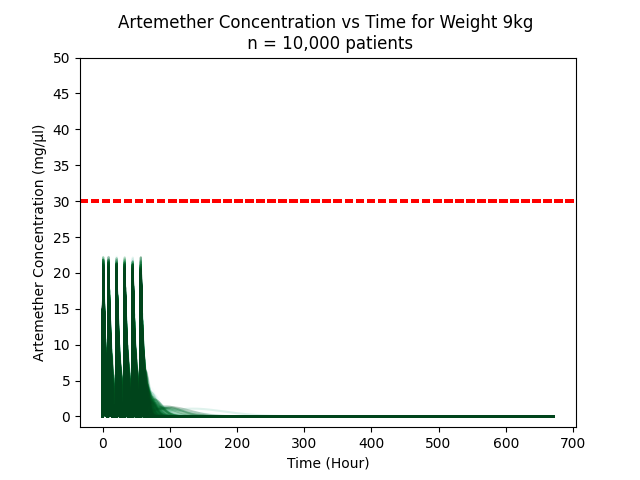 Artemether Concentration vs Time for Weight 9kg
n = 10,000 patients
50
45
40
35
30
25
20
15
10
5
0
Artemether Concentration (mg/μl)
0 100 200 300 400 500 600 700
Time (Hour)